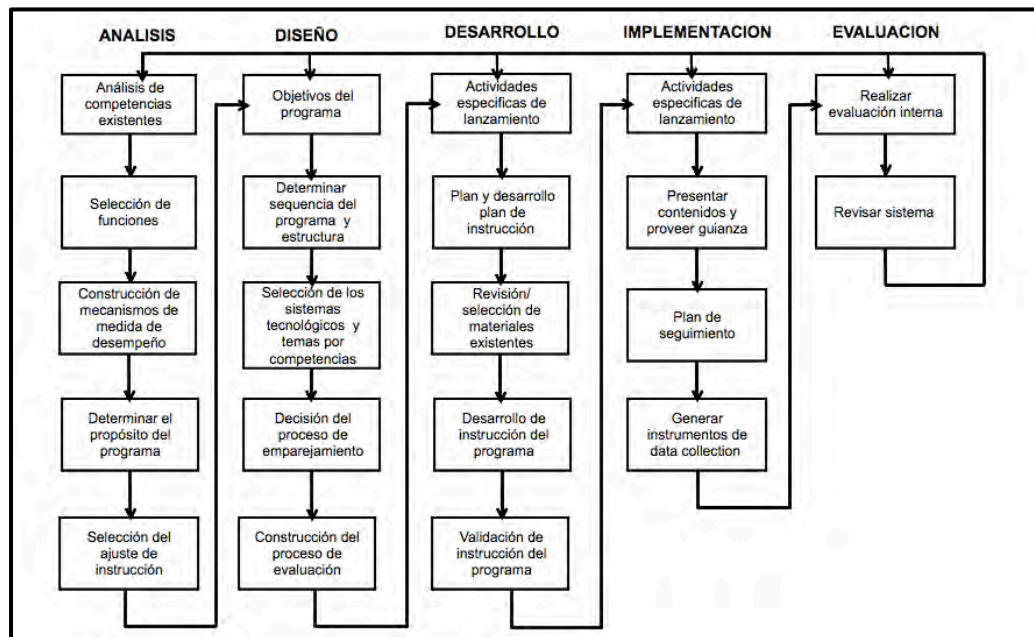 ANALISIS
DISEÑO
DESARROLLO
IMPLEMENTACION
EVALUACION
Análisis de
competencias
existentes
Selección de
funciones
Construcción de
mecanismos de
medida de
desempeño
Determinar el
propósito del
programa
Selección del
ajuste de
instrucción
Objetivos del
programa
Determinar
sequencia del
programa y
estructura
Selección de los
sistemas
tecnológicos y
temas por
competencias
Decisión del
proceso de
emparejamiento
Construcción del
proceso de
evaluación
Actividades
especificas de
lanzamiento
Plan y desarrollo
plan de
instrucción
Revisión/
selección de
materiales
existentes
Desarrollo de
instrucción del
programa
Validación de
instrucción del
programa
Actividades
especificas de
lanzamiento
Presentar
contenidos y
proveer guianza
Plan de
seguimiento
Generar
instrumentos de
data collection
Realizar
evaluación interna
Revisar sistema